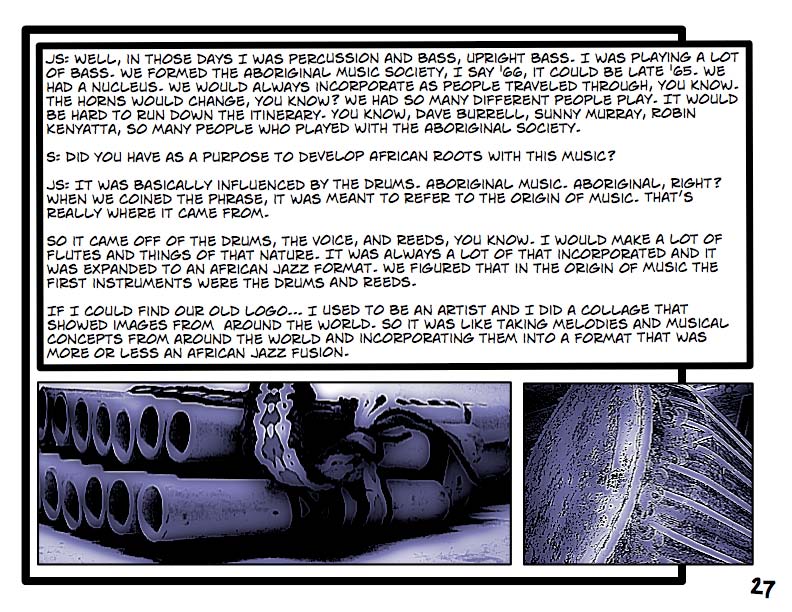 JS: WELL, IN THOSE DAYS I WAS PERCUSSION AND BASS, UPRIGHT BASS. I WAS PLAYING A LOT
OF BASS. WE FORMED THE ABORIGINAL MUSIC SOCIETY, I SAY '66, IT COULD BE LATE '65. WE
HAD A NUCLEUS. WE WOULD ALWAYS INCORPORATE AS PEOPLE TRAVELED THROUGH, YOU KNOW.
THE HORNS WOULD CHANGE, YOU KNOW? WE HAD SO MANY DIFFERENT PEOPLE PLAY. IT WOULD
BE HARD TO RUN DOWN THE ITINERARY. YOU KNOW, DAVE BURRELL, SUNNY MURRAY, ROBIN
KENYATTA, SO MANY PEOPLE WHO PLAYED WITH THE ABORIGINAL SOCIETY.
S: DID YOU HAVE AS A PURPOSE TO DEVELOP AFRICAN ROOTS WITH THIS MUSIC?
JS: IT WAS BASICALLY INFLUENCED BY THE DRUMS. ABORIGINAL MUSIC. ABORIGINAL, RIGHT?
WHEN WE COINED THE PHRASE, IT WAS MEANT TO REFER TO THE ORIGIN OF MUSIC. THAT'S
REALLY WHERE IT CAME FROM.
SO IT CAME OFF OF THE DRUMS, THE VOICE, AND REEDS, YOU KNOW. I WOULD MAKE A LOT OF
FLUTES AND THINGS OF THAT NATURE. IT WAS ALWAYS A LOT OF THAT INCORPORATED AND IT
WAS EXPANDED TO AN AFRICAN JAZZ FORMAT. WE FIGURED THAT IN THE ORIGIN OF MUSIC THE
FIRST INSTRUMENTS WERE THE DRUMS AND REEDS.
IF I COULD FIND OUR OLD LOGO... I USED TO BE AN ARTIST AND I DID A COLLAGE THAT
SHOWED IMAGES FROM AROUND THE WORLD. SO IT WAS LIKE TAKING MELODIES AND MUSICAL
CONCEPTS FROM AROUND THE WORLD AND INCORPORATING THEM INTO A FORMAT THAT WAS
MORE OR LESS AN AFRICAN JAZZ FUSION.
27